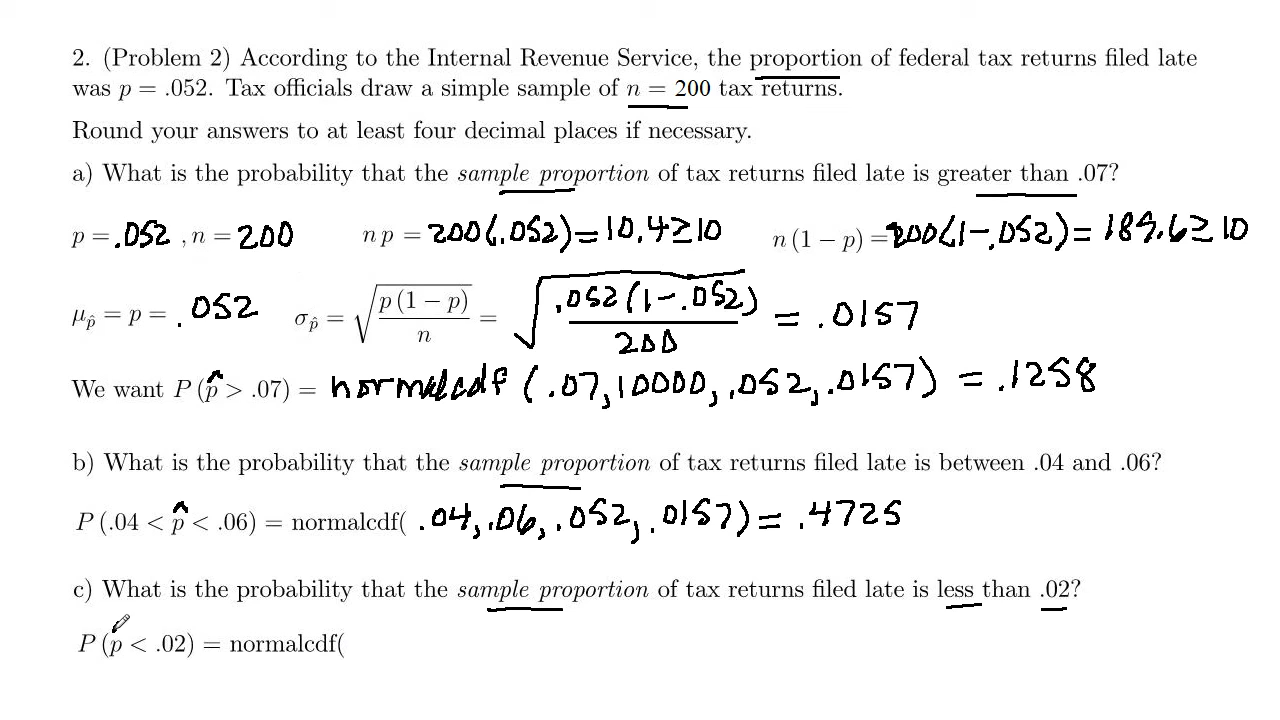 2. (Problem 2) According to the Internal Revenue Service, the proportion of federal tax returns filed late
was p = .052. Tax officials draw a simple sample of n = 200 tax returns.
Round your answers to at least four decimal places if necessary.
a) What is the probability that the sample proportion of tax returns filed late is greater than .07?
p = .052 , n = 200 n p = 200(.052) = 10.4 ≥ 10 n (1 − p) = 200(1-.052) = 189.6 ≥ 10
μp̂ = p = .052 σp̂ = √(p (1 − p) / n) = √(.052(1-.052) / 200) = .0157
We want P (p̂ > .07) = normalcdf (.07,10000,.052,.0157) = .1258
b) What is the probability that the sample proportion of tax returns filed late is between .04 and .06?
P (.04 < p̂ < .06) = normalcdf( .04,.06,.052,.0157) = .4725
c) What is the probability that the sample proportion of tax returns filed late is less than .02?
P (p < .02) = normalcdf(